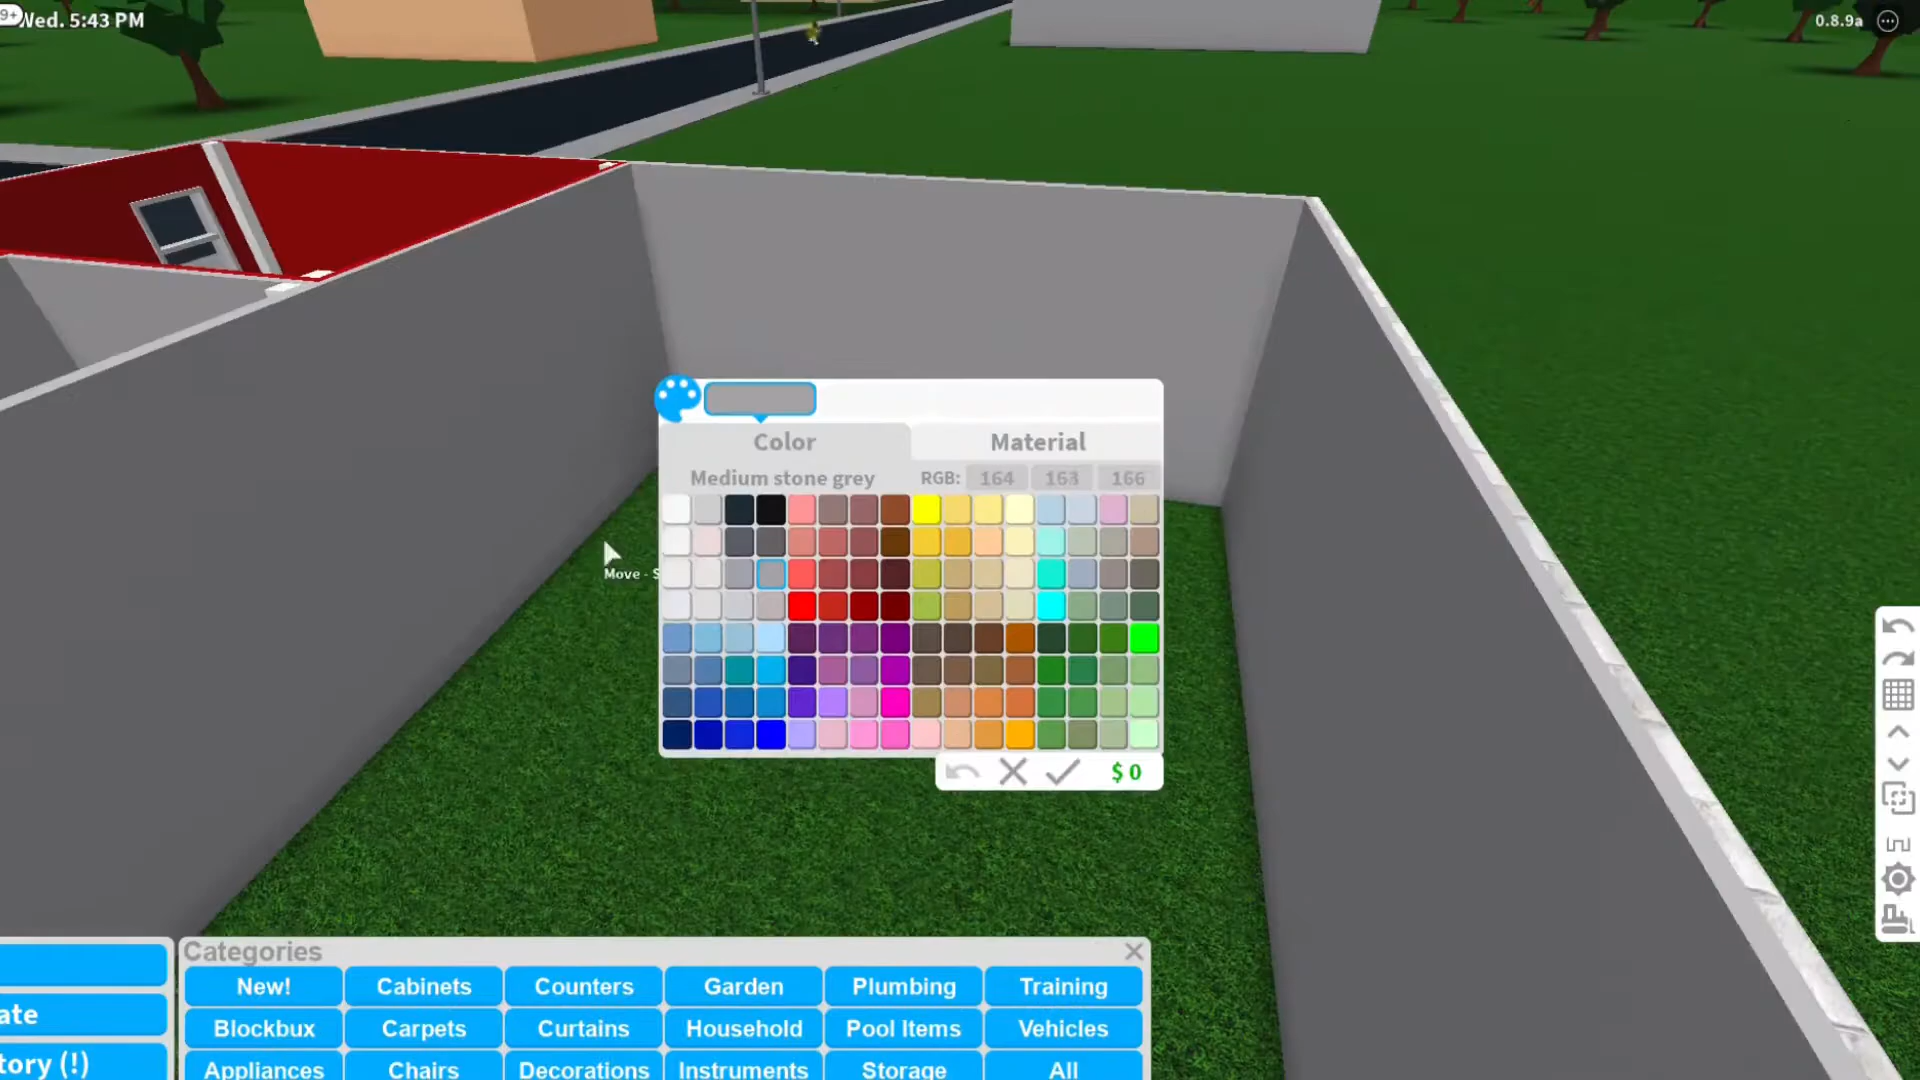 9+
Wed. 5:43 PM
0.8.9a
Color
Material
Medium stone grey
RGB: 164 163 166
Move - S
$ 0
Categories
New!
Cabinets
Counters
Garden
Plumbing
Training
ate
Blockbux
Carpets
Curtains
Household
Pool Items
Vehicles
tory (!)
Appliances
Chairs
Decorations
Instruments
Storage
All